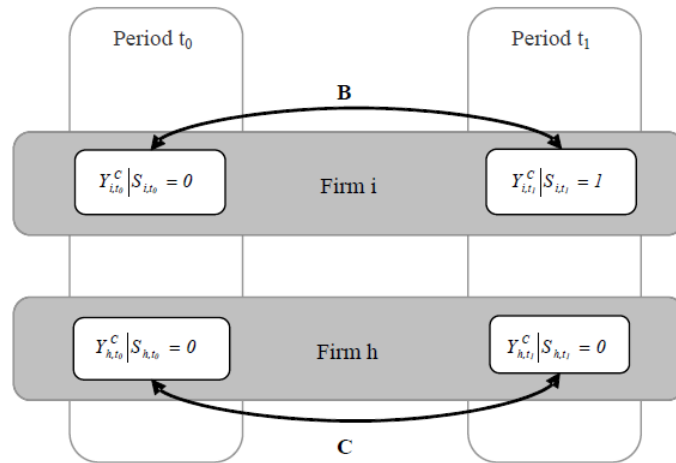 Period t₀ Period t₁
B
Y^C_{i,t₀}|S_{i,t₀} = 0 Firm i Y^C_{i,t₁}|S_{i,t₁} = 1
Y^C_{h,t₀}|S_{h,t₀} = 0 Firm h Y^C_{h,t₁}|S_{h,t₁} = 0
C